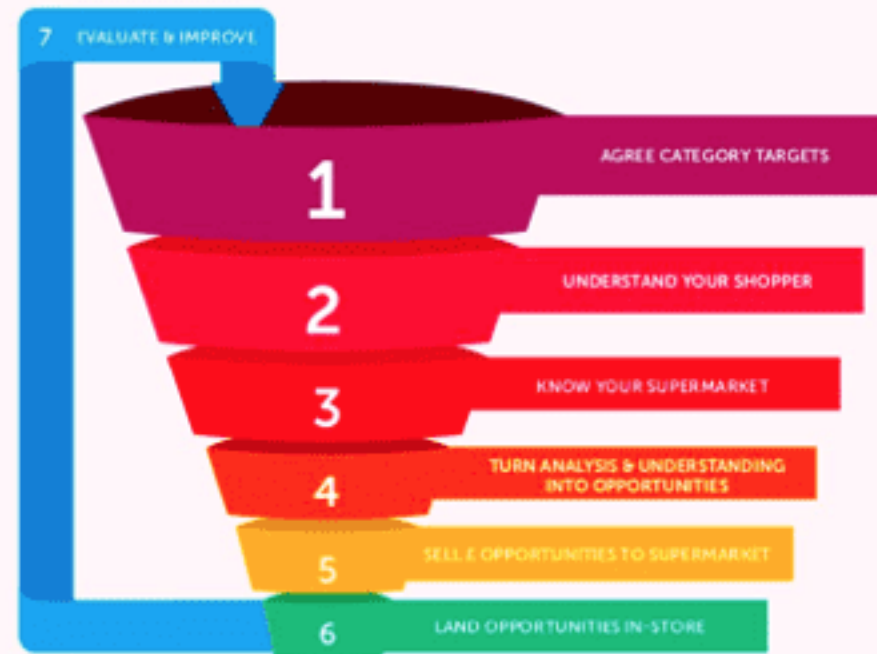 7 EVALUATE & IMPROVE
1 AGREE CATEGORY TARGETS
2 UNDERSTAND YOUR SHOPPER
3 KNOW YOUR SUPERMARKET
4 TURN ANALYSIS & UNDERSTANDING
INTO OPPORTUNITIES
5 SELL £ OPPORTUNITIES TO SUPERMARKET
6 LAND OPPORTUNITIES IN-STORE